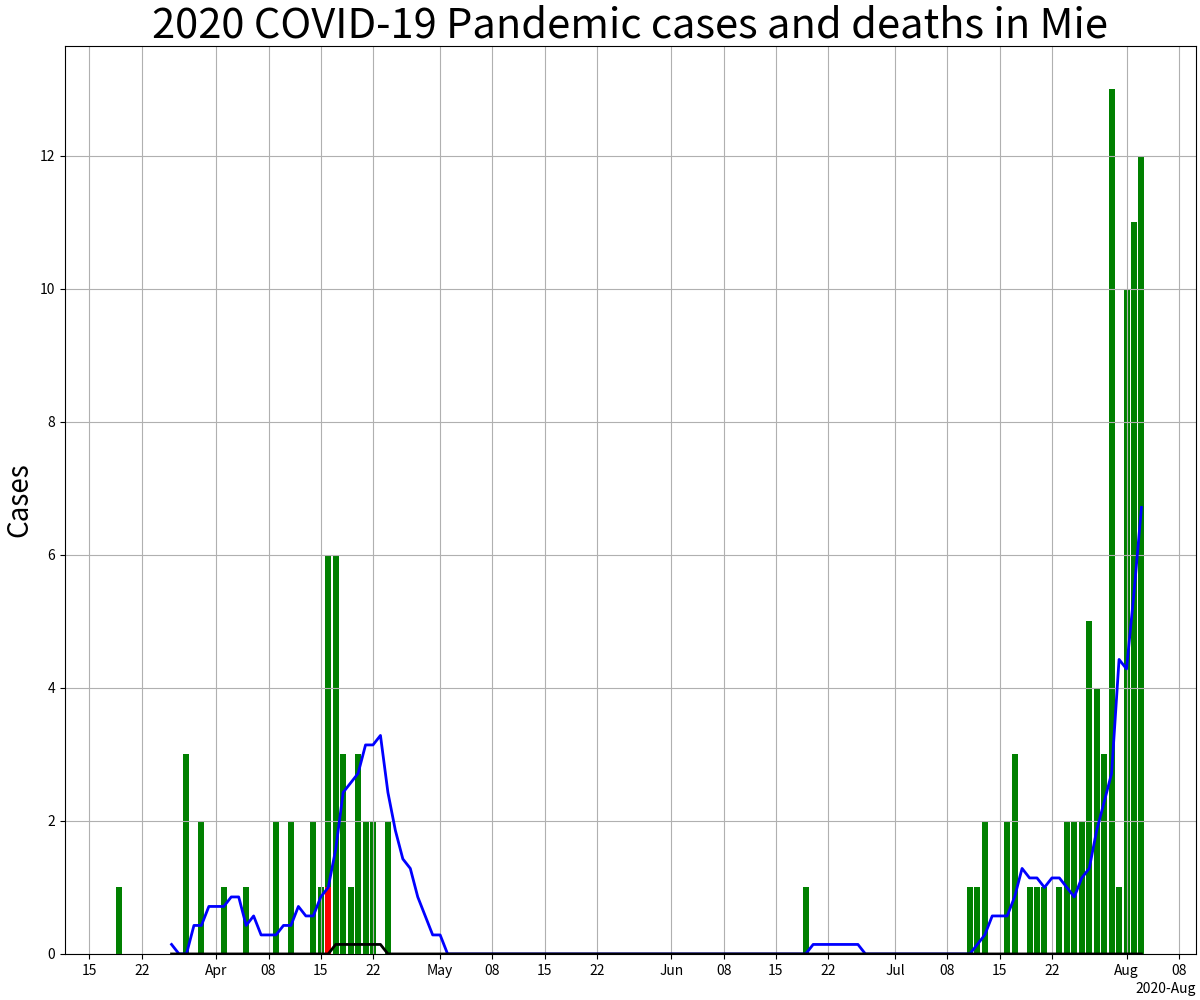 2020 COVID-19 Pandemic cases and deaths in Mie
Cases
12
10
8
6
4
2
0
15 22 Apr 08 15 22 May 08 15 22 Jun 08 15 22 Jul 08 15 22 Aug 08
2020-Aug